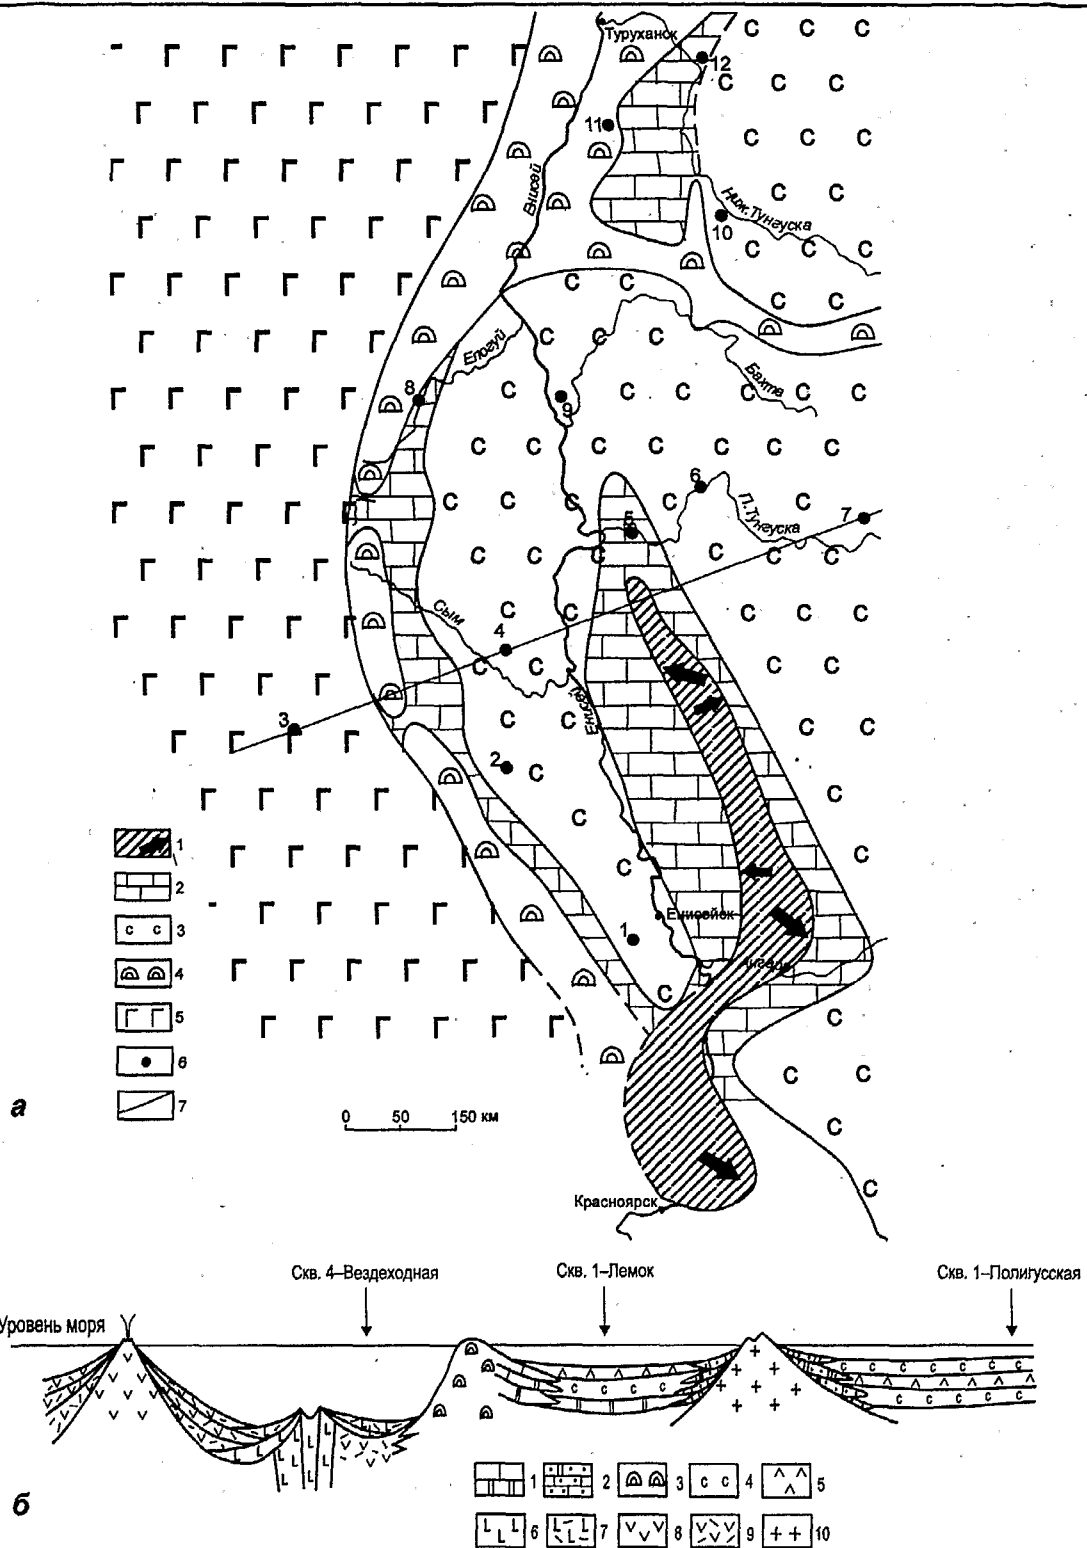 Туруханск
12
11
Енисей
Ниж.Тунгуска
10
Елогуй
Бахта
8
9
6
П.Тунгуска
7
5
Сым
4
3
Енисей
2
1
Енисейск
Ангара
Красноярск
1
2
3
4
5
6
7
а
0 50 150 км
Скв. 4–Вездеходная
Скв. 1–Лемок
Скв. 1–Полигусская
Уровень моря
1 2 3 4 5
6 7 8 9 10
б